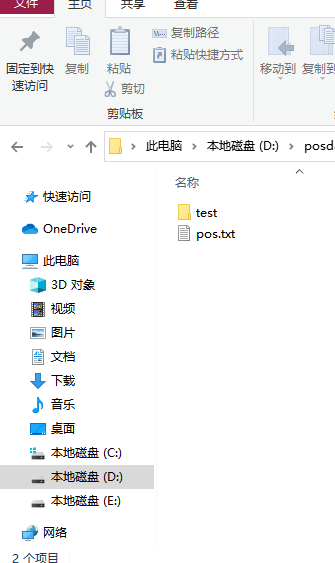 文件 主页 共享 查看
固定到快速访问
复制
粘贴
复制路径
粘贴快捷方式
剪切
移动到
复制到
剪贴板
此电脑 本地磁盘 (D:)
名称
test
pos.txt
快速访问
OneDrive
此电脑
3D 对象
视频
图片
文档
下载
音乐
桌面
本地磁盘 (C:)
本地磁盘 (D:)
本地磁盘 (E:)
网络
2 个项目